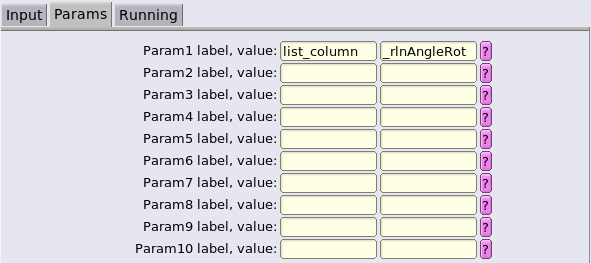 Input Params Running
Param1 label, value: list_column _rlnAngleRot ?
Param2 label, value: ?
Param3 label, value: ?
Param4 label, value: ?
Param5 label, value: ?
Param6 label, value: ?
Param7 label, value: ?
Param8 label, value: ?
Param9 label, value: ?
Param10 label, value: ?